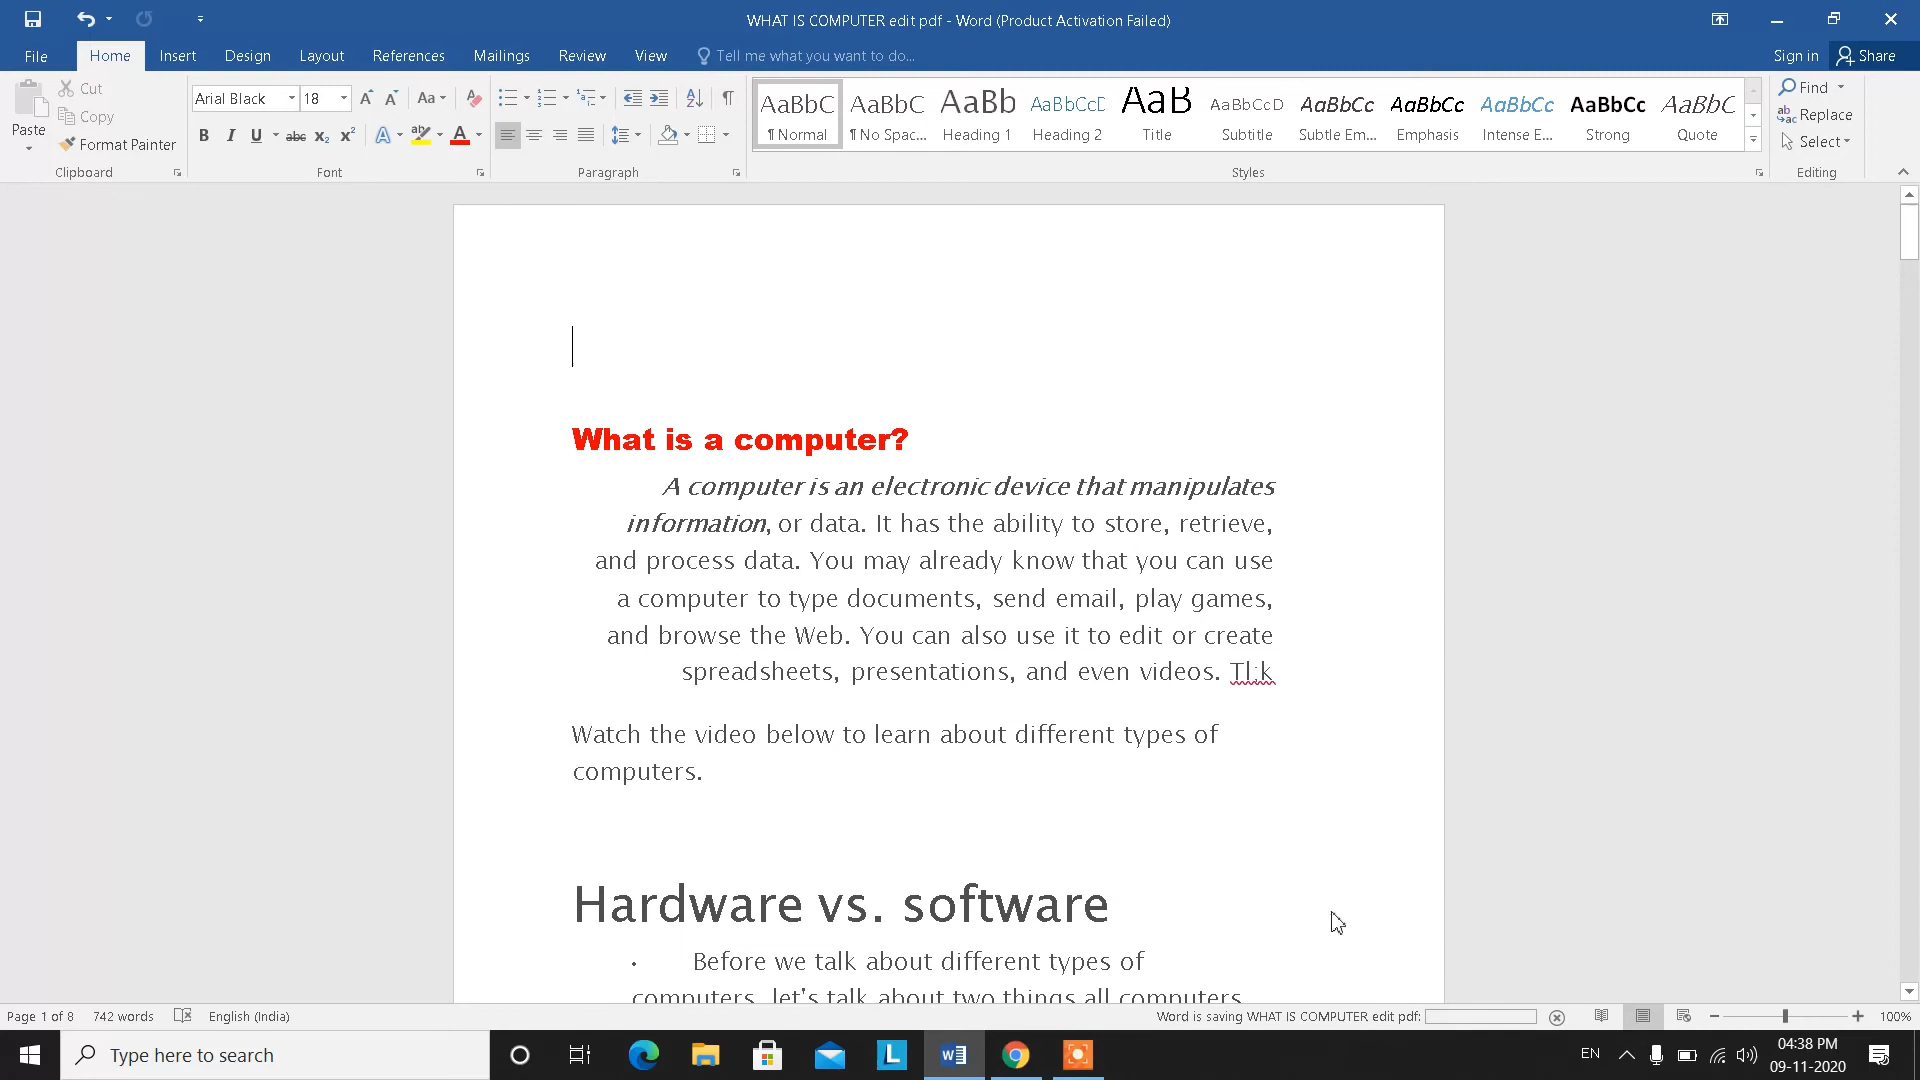 WHAT IS COMPUTER edit pdf - Word (Product Activation Failed)
File Home Insert Design Layout References Mailings Review View Tell me what you want to do... Sign in Share
Paste
Cut
Copy
Format Painter
Clipboard
Arial Black 18
Aa
B I U abc x₂ x² A ab A
Font
Paragraph
AaBbC AaBbC AaBb AaBbCcD AaB AaBbCcD AaBbCc AaBbCc AaBbCc AaBbCc AaBbC
¶ Normal ¶ No Spac... Heading 1 Heading 2 Title Subtitle Subtle Em... Emphasis Intense E... Strong Quote
Styles
Find
Replace
Select
Editing
What is a computer?
A computer is an electronic device that manipulates
information, or data. It has the ability to store, retrieve,
and process data. You may already know that you can use
a computer to type documents, send email, play games,
and browse the Web. You can also use it to edit or create
spreadsheets, presentations, and even videos. Tl;k
Watch the video below to learn about different types of
computers.
Hardware vs. software
• Before we talk about different types of
computers, let's talk about two things all computers
Page 1 of 8 742 words English (India) Word is saving WHAT IS COMPUTER edit pdf: 100%
Type here to search
EN
04:38 PM
09-11-2020